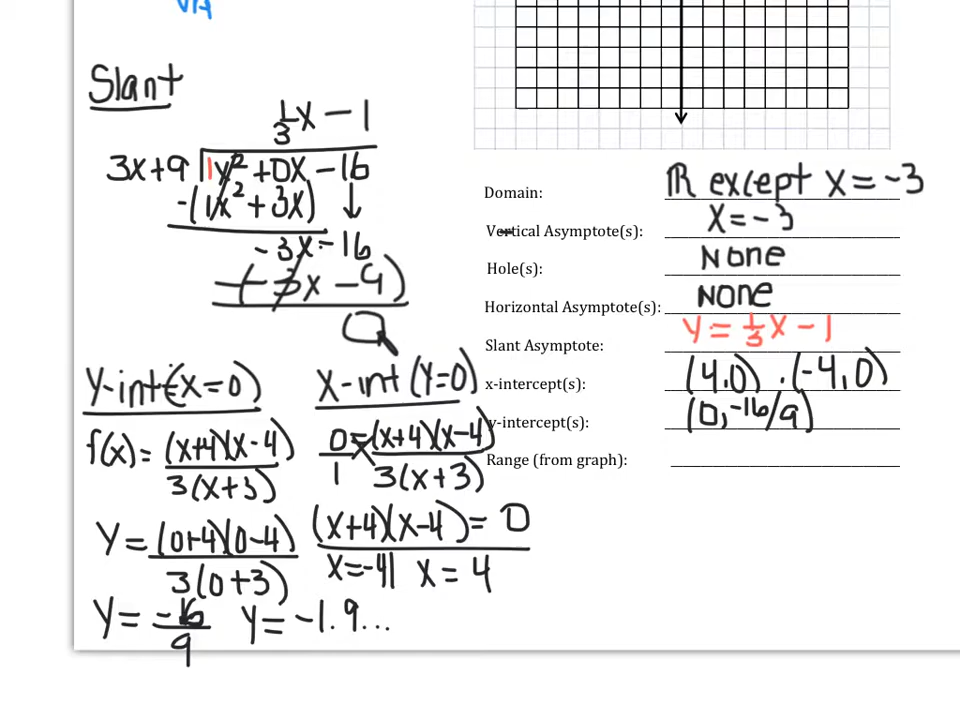 VA
Slant
1/3 x - 1
3x+9 1x² + 0x - 16
-(1x² + 3x) ↓
-3x - 16
-(-3x - 9)
Y-int (x=0)
f(x) = (x+4)(x-4) / 3(x+3)
Y = (0+4)(0-4) / 3(0+3)
Y = -16/9 Y = -1.9...
X-int (Y=0)
0/1 = (x+4)(x-4) / 3(x+3)
(x+4)(x-4) = 0
x=-4 | x=4
Domain: ℝ except x = -3
Vertical Asymptote(s): x = -3
Hole(s): None
Horizontal Asymptote(s): None
Slant Asymptote: Y = 1/3 x - 1
x-intercept(s): (4,0) . (-4,0)
y-intercept(s): (0, -16/9)
Range (from graph):